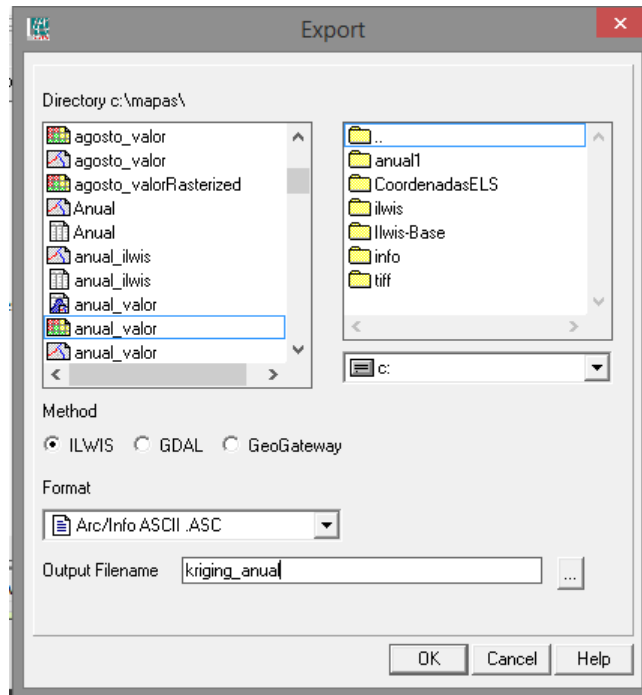 Export
Directory c:\mapas\
agosto_valor
agosto_valor
agosto_valorRasterized
Anual
Anual
anual_ilwis
anual_ilwis
anual_valor
anual_valor
anual_valor
..
anual1
CoordenadasELS
ilwis
Ilwis-Base
info
tiff
c:
Method
ILWIS GDAL GeoGateway
Format
Arc/Info ASCII .ASC
Output Filename kriging_anual ...
OK Cancel Help